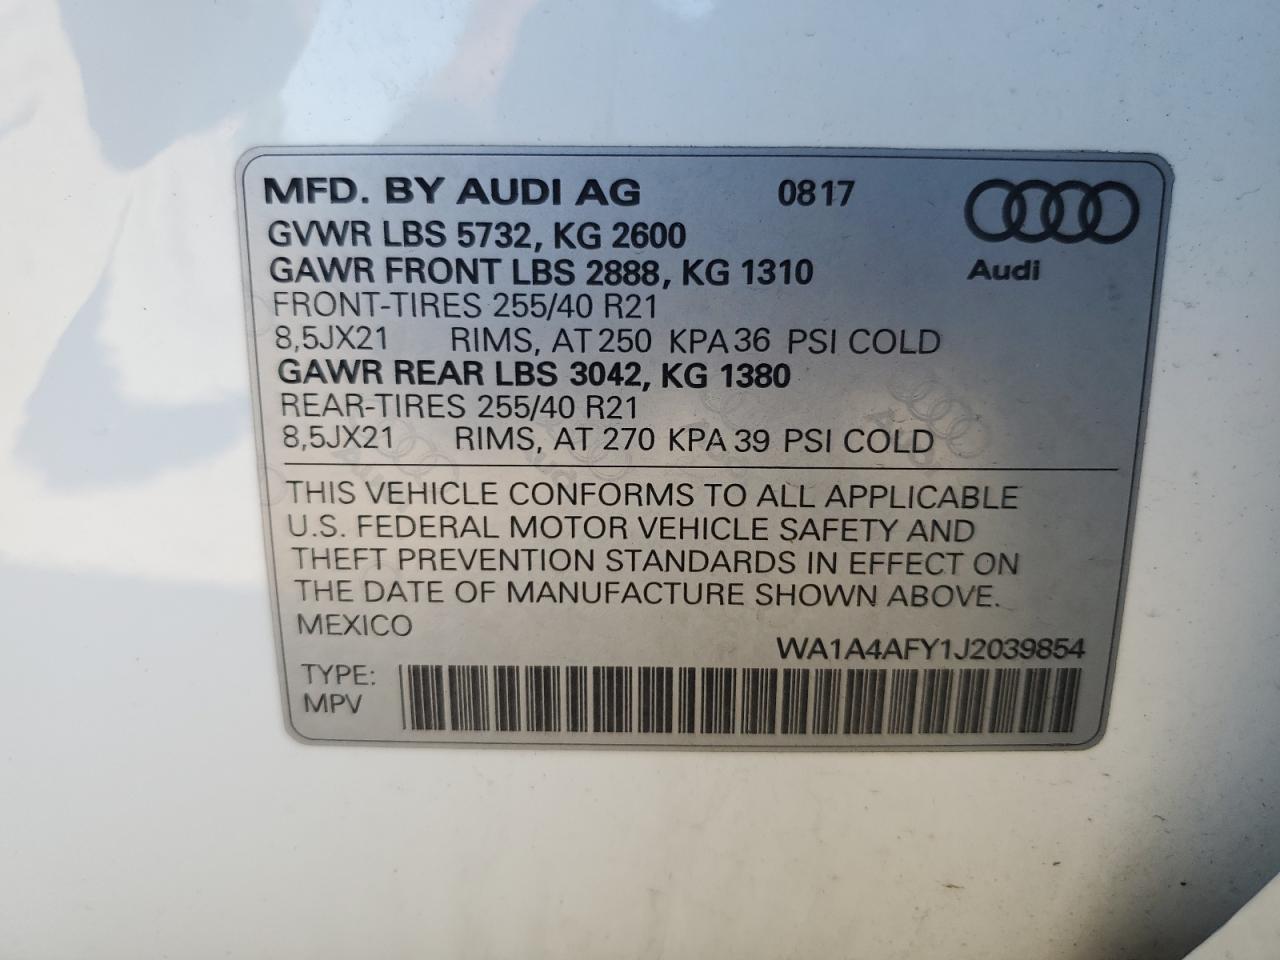 MFD. BY AUDI AG 0817
GVWR LBS 5732, KG 2600
GAWR FRONT LBS 2888, KG 1310
Audi
FRONT-TIRES 255/40 R21
8,5JX21 RIMS, AT 250 KPA 36 PSI COLD
GAWR REAR LBS 3042, KG 1380
REAR-TIRES 255/40 R21
8,5JX21 RIMS, AT 270 KPA 39 PSI COLD
THIS VEHICLE CONFORMS TO ALL APPLICABLE
U.S. FEDERAL MOTOR VEHICLE SAFETY AND
THEFT PREVENTION STANDARDS IN EFFECT ON
THE DATE OF MANUFACTURE SHOWN ABOVE.
MEXICO
WA1A4AFY1J2039854
TYPE:
MPV